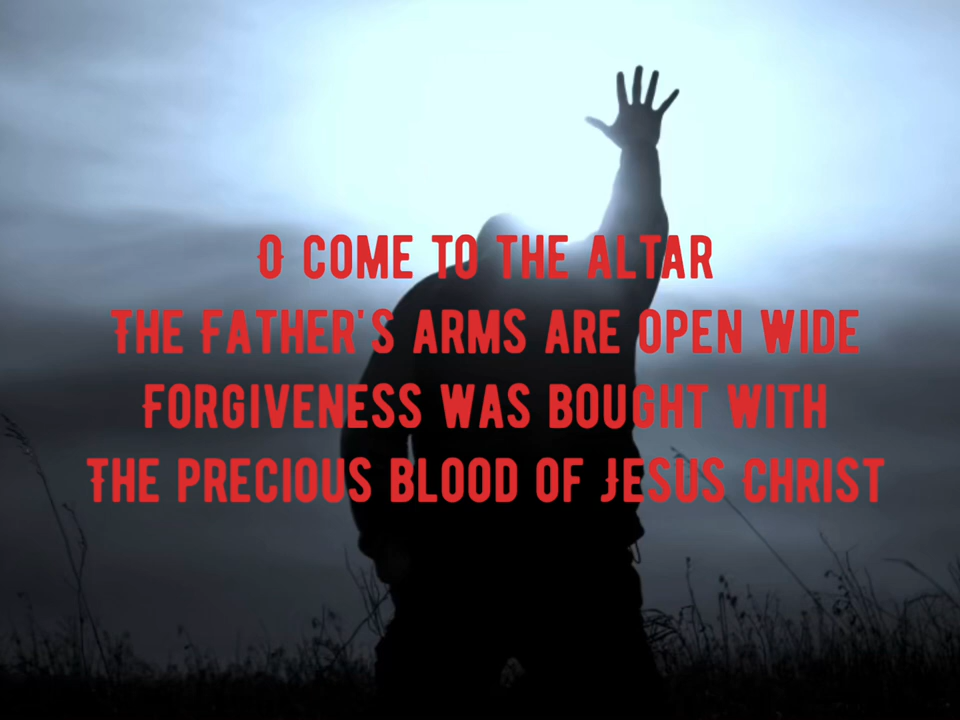 O come to the altar
The Father's arms are open wide
Forgiveness was bought with
The precious blood of Jesus Christ